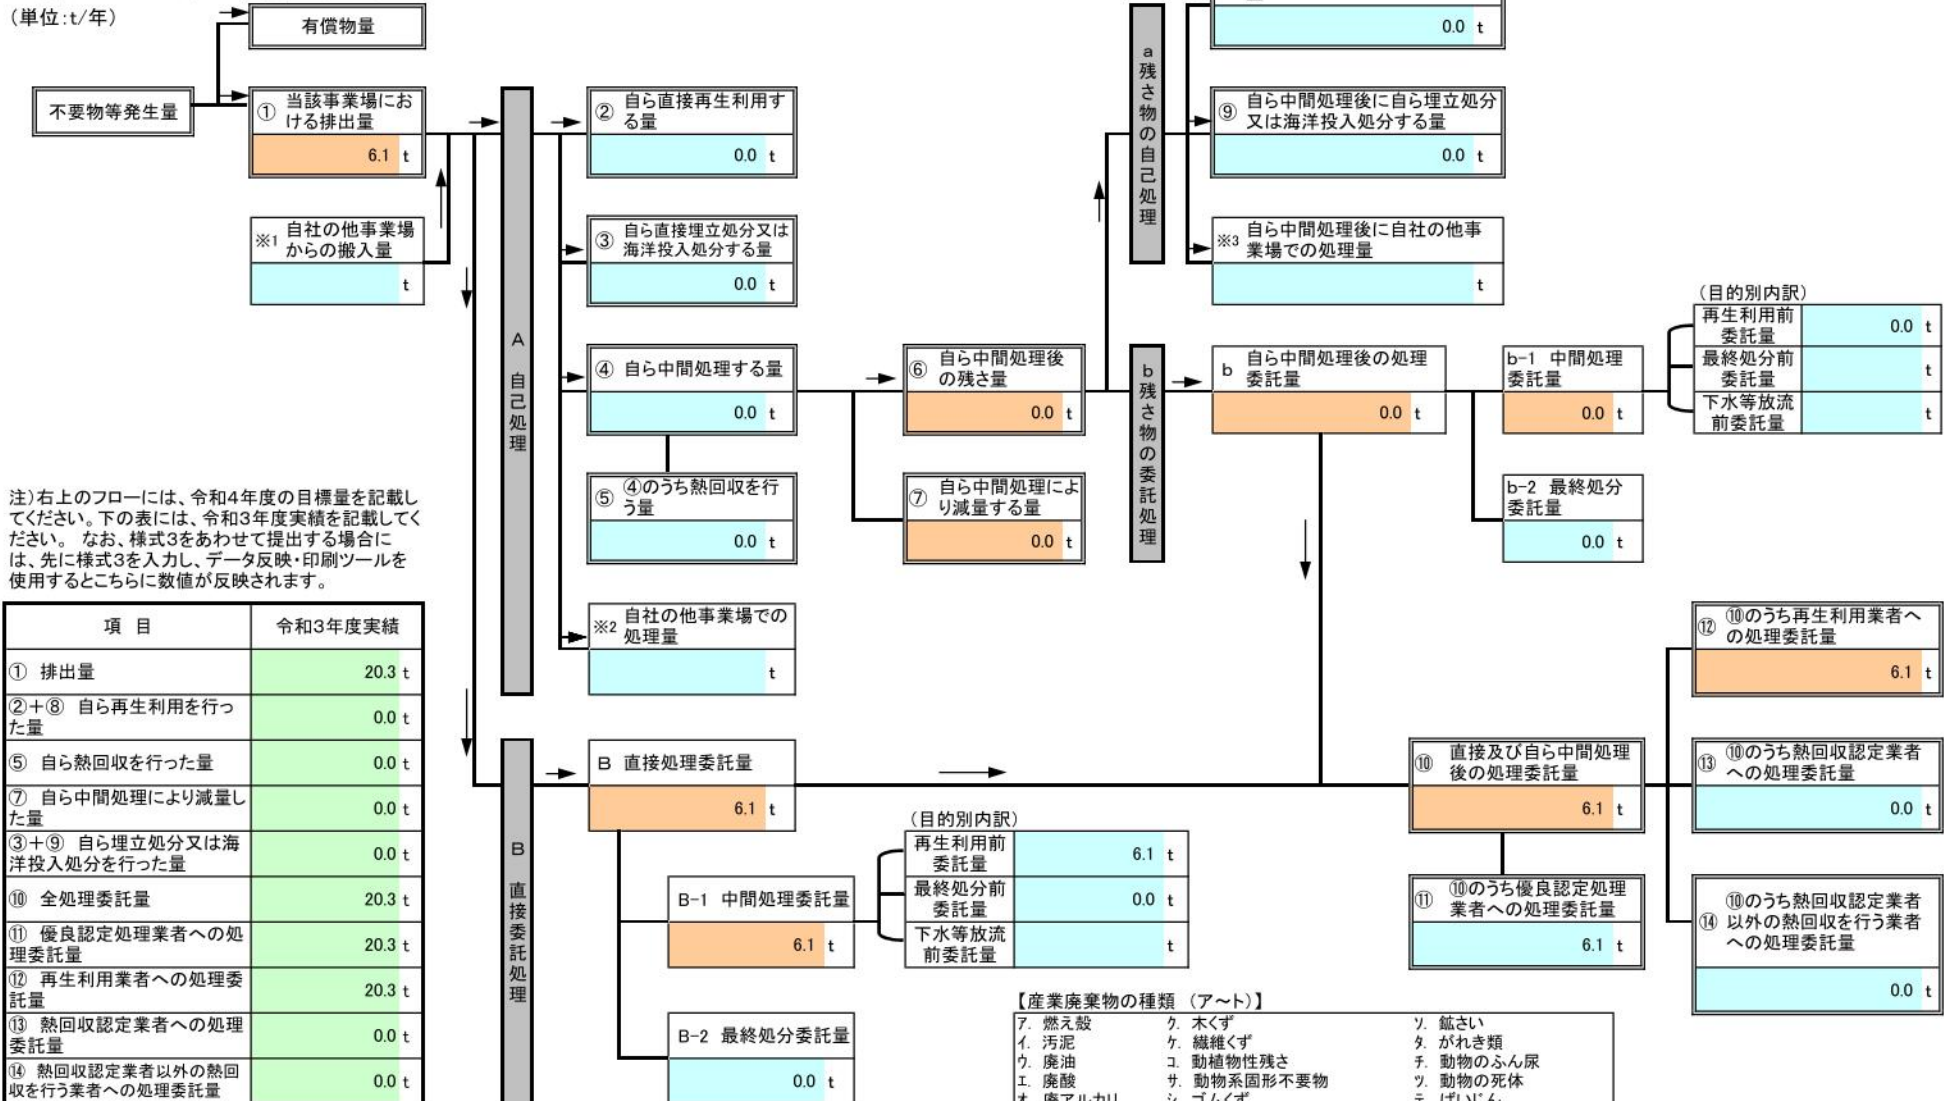 (単位:t/年)
有償物量
不要物等発生量
① 当該事業場にお
ける排出量
6.1 t
※1 自社の他事業場
からの搬入量
t
A 自己処理
② 自ら直接再生利用す
る量
0.0 t
③ 自ら直接埋立処分又は
海洋投入処分する量
0.0 t
④ 自ら中間処理する量
0.0 t
⑤ ④のうち熱回収を行
う量
0.0 t
※2 自社の他事業場での
処理量
t
⑥ 自ら中間処理後
の残さ量
0.0 t
⑦ 自ら中間処理によ
り減量する量
0.0 t
a 残さ物の自己処理
0.0 t
⑨ 自ら中間処理後に自ら埋立処分
又は海洋投入処分する量
0.0 t
※3 自ら中間処理後に自社の他事
業場での処理量
t
b 残さ物の委託処理
b 自ら中間処理後の処理
委託量
0.0 t
b-1 中間処理
委託量
0.0 t
(目的別内訳)
再生利用前
委託量
0.0 t
最終処分前
委託量
t
下水等放流
前委託量
t
b-2 最終処分
委託量
0.0 t
注)右上のフローには、令和4年度の目標量を記載し
てください。下の表には、令和3年度実績を記載してく
ださい。 なお、様式3をあわせて提出する場合に
は、先に様式3を入力し、データ反映・印刷ツールを
使用するとこちらに数値が反映されます。
項 目 令和3年度実績
① 排出量 20.3 t
②+⑧ 自ら再生利用を行っ
た量 0.0 t
⑤ 自ら熱回収を行った量 0.0 t
⑦ 自ら中間処理により減量し
た量 0.0 t
③+⑨ 自ら埋立処分又は海
洋投入処分を行った量 0.0 t
⑩ 全処理委託量 20.3 t
⑪ 優良認定処理業者への処
理委託量 20.3 t
⑫ 再生利用業者への処理委
託量 20.3 t
⑬ 熱回収認定業者への処理
委託量 0.0 t
⑭ 熱回収認定業者以外の熱回
収を行う業者への処理委託量 0.0 t
B 直接委託処理
B 直接処理委託量
6.1 t
B-1 中間処理委託量
6.1 t
(目的別内訳)
再生利用前
委託量
6.1 t
最終処分前
委託量
0.0 t
下水等放流
前委託量
t
B-2 最終処分委託量
0.0 t
⑩ 直接及び自ら中間処理
後の処理委託量
6.1 t
⑪ ⑩のうち優良認定処理
業者への処理委託量
6.1 t
⑫ ⑩のうち再生利用業者へ
の処理委託量
6.1 t
⑬ ⑩のうち熱回収認定業者
への処理委託量
0.0 t
⑭ ⑩のうち熱回収認定業者
以外の熱回収を行う業者
への処理委託量
0.0 t
【産業廃棄物の種類 (ア~ト)】
ア. 燃え殻 ク. 木くず ソ. 鉱さい
イ. 汚泥 ケ. 繊維くず タ. がれき類
ウ. 廃油 コ. 動植物性残さ チ. 動物のふん尿
エ. 廃酸 サ. 動物系固形不要物 ツ. 動物の死体
オ. 廃アルカリ シ. ゴムくず テ. ばいじん